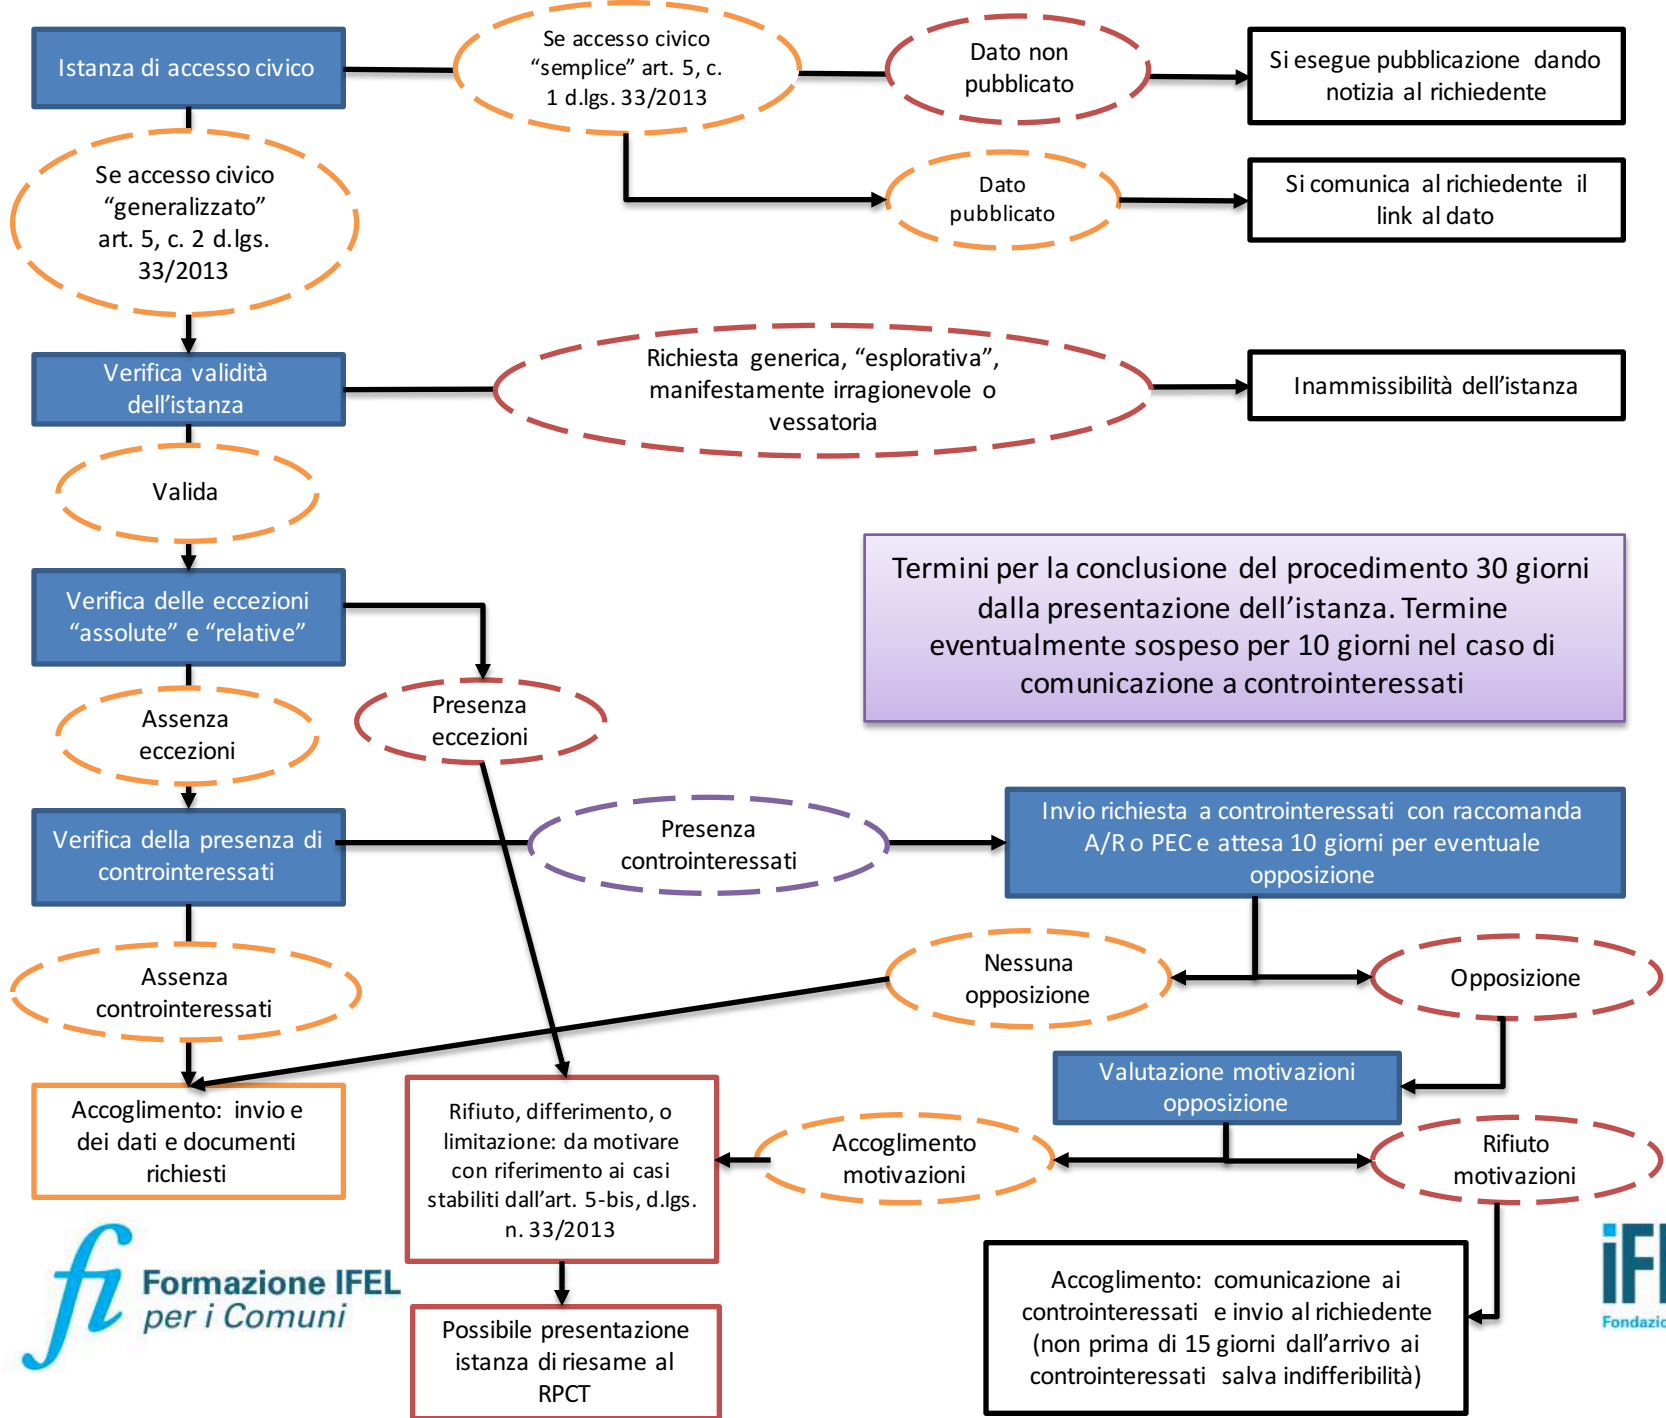 Istanza di accesso civico
Se accesso civico
“semplice” art. 5, c.
1 d.lgs. 33/2013
Dato non
pubblicato
Si esegue pubblicazione dando
notizia al richiedente
Se accesso civico
“generalizzato”
art. 5, c. 2 d.lgs.
33/2013
Dato
pubblicato
Si comunica al richiedente il
link al dato
Verifica validità
dell’istanza
Richiesta generica, “esplorativa”,
manifestamente irragionevole o
vessatoria
Inammissibilità dell’istanza
Valida
Verifica delle eccezioni
“assolute” e “relative”
Termini per la conclusione del procedimento 30 giorni
dalla presentazione dell’istanza. Termine
eventualmente sospeso per 10 giorni nel caso di
comunicazione a controinteressati
Assenza
eccezioni
Presenza
eccezioni
Verifica della presenza di
controinteressati
Presenza
controinteressati
Invio richiesta a controinteressati con raccomanda
A/R o PEC e attesa 10 giorni per eventuale
opposizione
Assenza
controinteressati
Nessuna
opposizione
Opposizione
Valutazione motivazioni
opposizione
Accoglimento: invio e
dei dati e documenti
richiesti
Rifiuto, differimento, o
limitazione: da motivare
con riferimento ai casi
stabiliti dall’art. 5-bis, d.lgs.
n. 33/2013
Accoglimento
motivazioni
Rifiuto
motivazioni
Possibile presentazione
istanza di riesame al
RPCT
Accoglimento: comunicazione ai
controinteressati e invio al richiedente
(non prima di 15 giorni dall’arrivo ai
controinteressati salva indifferibilità)
fi
Formazione IFEL
per i Comuni